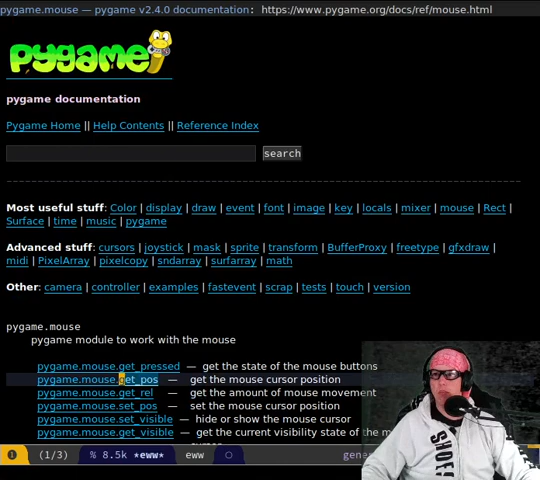 pygame.mouse — pygame v2.4.0 documentation: https://www.pygame.org/docs/ref/mouse.html
pygame
pygame documentation
Pygame Home || Help Contents || Reference Index
search
Most useful stuff: Color | display | draw | event | font | image | key | locals | mixer | mouse | Rect |
Surface | time | music | pygame
Advanced stuff: cursors | joystick | mask | sprite | transform | BufferProxy | freetype | gfxdraw |
midi | PixelArray | pixelcopy | sndarray | surfarray | math
Other: camera | controller | examples | fastevent | scrap | tests | touch | version
pygame.mouse
pygame module to work with the mouse
pygame.mouse.get_pressed — get the state of the mouse buttons
pygame.mouse.get_pos — get the mouse cursor position
pygame.mouse.get_rel — get the amount of mouse movement
pygame.mouse.set_pos — set the mouse cursor position
pygame.mouse.set_visible — hide or show the mouse cursor
pygame.mouse.get_visible — get the current visibility state of the m
1 (1/3) % 8.5k *eww* eww
SHOES